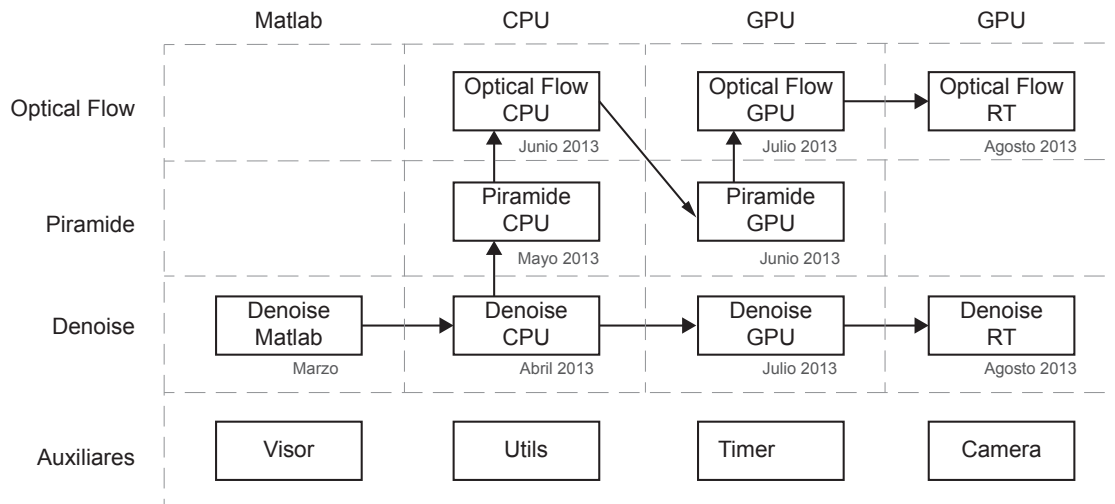 Matlab
CPU
GPU
GPU
Optical Flow
Optical Flow
CPU
Junio 2013
Optical Flow
GPU
Julio 2013
Optical Flow
RT
Agosto 2013
Piramide
Piramide
CPU
Mayo 2013
Piramide
GPU
Junio 2013
Denoise
Denoise
Matlab
Marzo
Denoise
CPU
Abril 2013
Denoise
GPU
Julio 2013
Denoise
RT
Agosto 2013
Auxiliares
Visor
Utils
Timer
Camera